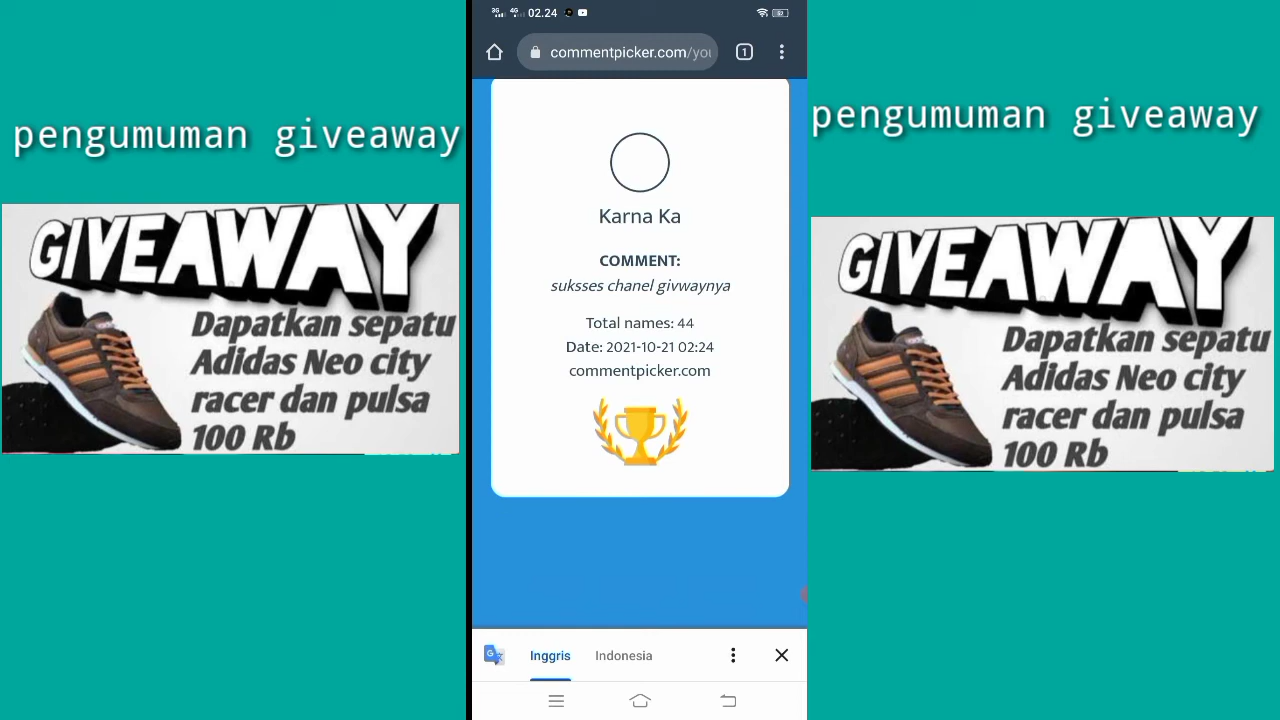 pengumuman giveaway
GIVEAWAY
Dapatkan sepatu
Adidas Neo city
racer dan pulsa
100 Rb
3G 4G 02.24
commentpicker.com/you
1
Karna Ka
COMMENT:
suksses chanel givwaynya
Total names: 44
Date: 2021-10-21 02:24
commentpicker.com
Inggris
Indonesia
pengumuman giveaway
GIVEAWAY
Dapatkan sepatu
Adidas Neo city
racer dan pulsa
100 Rb